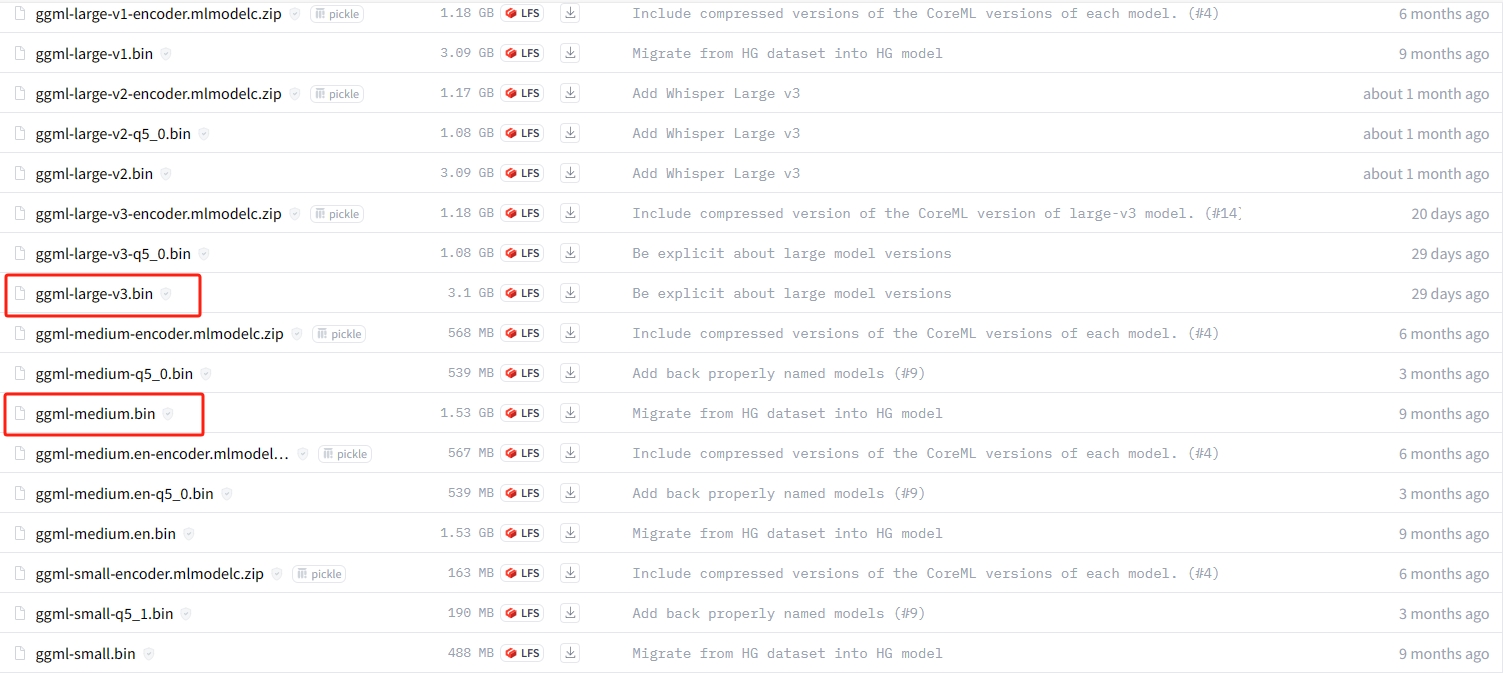 ggml-large-v1-encoder.mlmodelc.zip pickle 1.18 GB LFS Include compressed versions of the CoreML versions of each model. (#4) 6 months ago
ggml-large-v1.bin 3.09 GB LFS Migrate from HG dataset into HG model 9 months ago
ggml-large-v2-encoder.mlmodelc.zip pickle 1.17 GB LFS Add Whisper Large v3 about 1 month ago
ggml-large-v2-q5_0.bin 1.08 GB LFS Add Whisper Large v3 about 1 month ago
ggml-large-v2.bin 3.09 GB LFS Add Whisper Large v3 about 1 month ago
ggml-large-v3-encoder.mlmodelc.zip pickle 1.18 GB LFS Include compressed version of the CoreML version of large-v3 model. (#14) 20 days ago
ggml-large-v3-q5_0.bin 1.08 GB LFS Be explicit about large model versions 29 days ago
ggml-large-v3.bin 3.1 GB LFS Be explicit about large model versions 29 days ago
ggml-medium-encoder.mlmodelc.zip pickle 568 MB LFS Include compressed versions of the CoreML versions of each model. (#4) 6 months ago
ggml-medium-q5_0.bin 539 MB LFS Add back properly named models (#9) 3 months ago
ggml-medium.bin 1.53 GB LFS Migrate from HG dataset into HG model 9 months ago
ggml-medium.en-encoder.mlmodel… pickle 567 MB LFS Include compressed versions of the CoreML versions of each model. (#4) 6 months ago
ggml-medium.en-q5_0.bin 539 MB LFS Add back properly named models (#9) 3 months ago
ggml-medium.en.bin 1.53 GB LFS Migrate from HG dataset into HG model 9 months ago
ggml-small-encoder.mlmodelc.zip pickle 163 MB LFS Include compressed versions of the CoreML versions of each model. (#4) 6 months ago
ggml-small-q5_1.bin 190 MB LFS Add back properly named models (#9) 3 months ago
ggml-small.bin 488 MB LFS Migrate from HG dataset into HG model 9 months ago